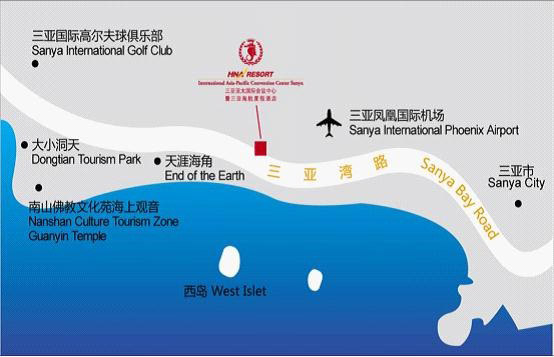 三亚国际高尔夫球俱乐部
Sanya International Golf Club
HNA RESORT
International Asia-Pacific Convention Center Sanya
三亚亚太国际会议中心
暨三亚海航度假酒店
三亚凤凰国际机场
Sanya International Phoenix Airport
大小洞天
Dongtian Tourism Park
天涯海角
End of the Earth
三亚湾路 Sanya Bay Road
三亚市
Sanya City
南山佛教文化苑海上观音
Nanshan Culture Tourism Zone
Guanyin Temple
西岛 West Islet